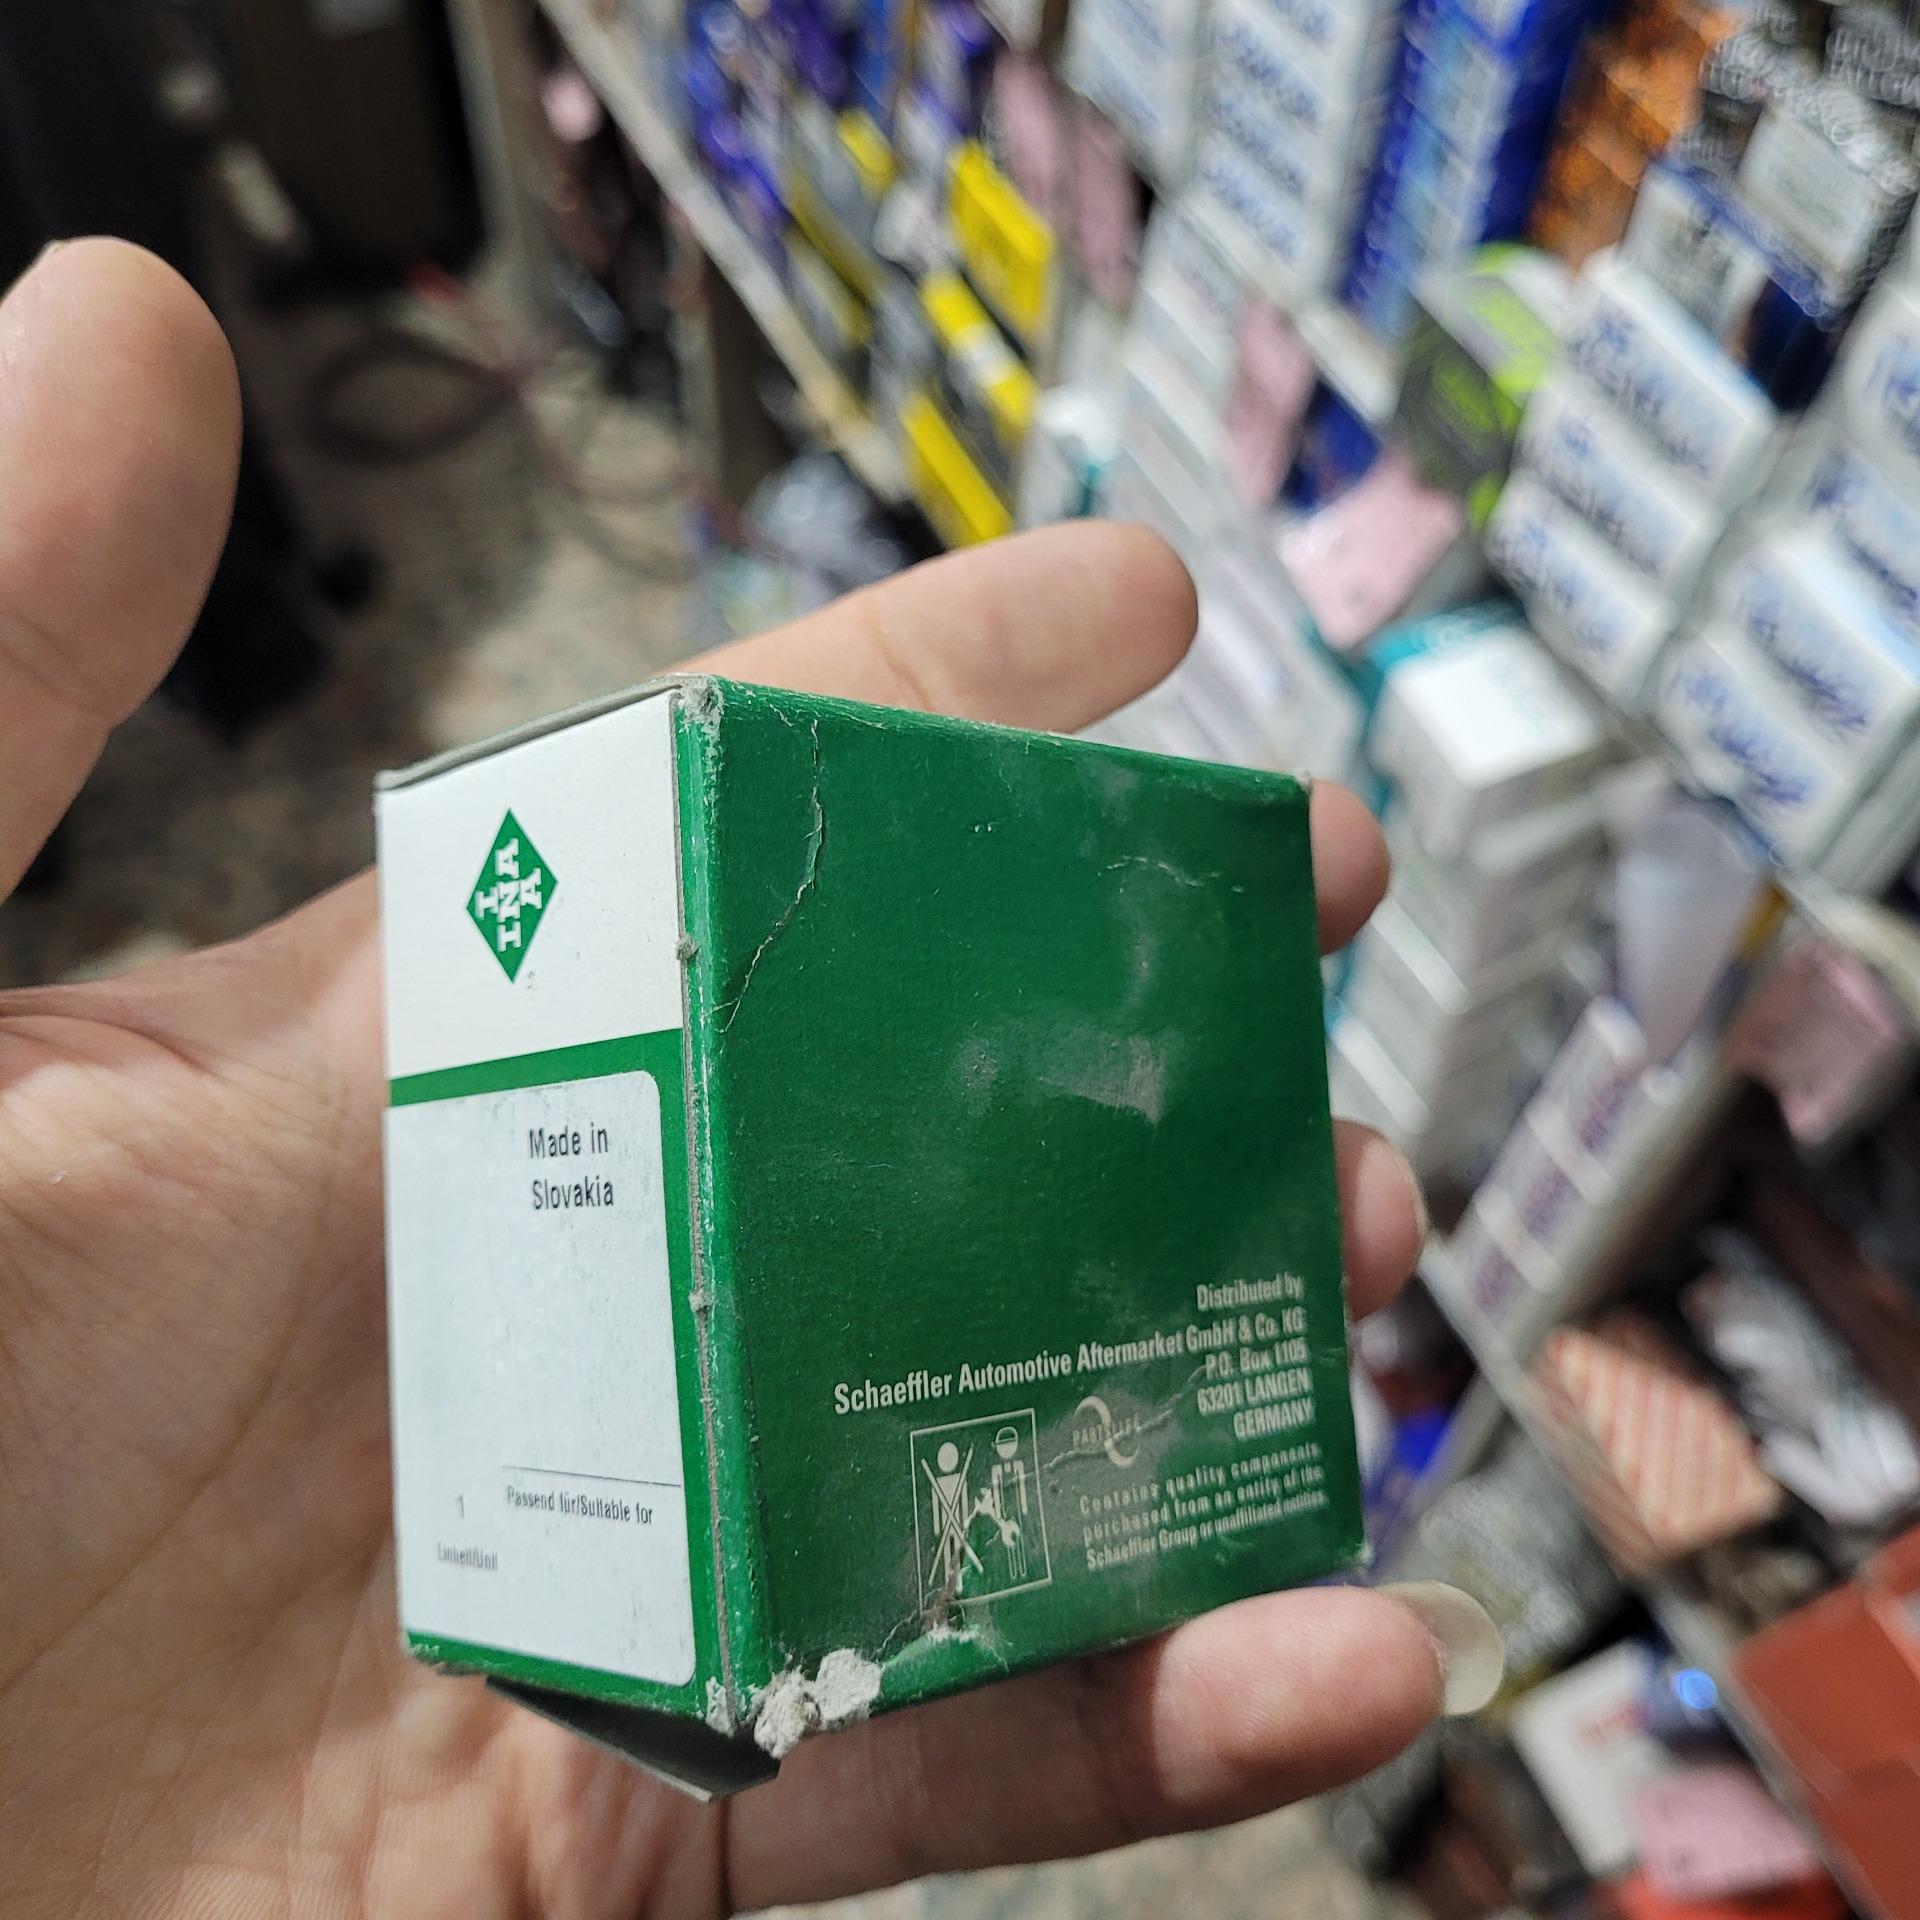 INA
Made in
Slovakia
1
Passend für/Suitable for
Einheit/Unit
Distributed by
Schaeffler Automotive Aftermarket GmbH & Co. KG
P.O. Box 1105
63201 LANGEN
GERMANY
PARTSLIFE
Contains quality components
purchased from an entity of the
Schaeffler Group or unaffiliated entities.